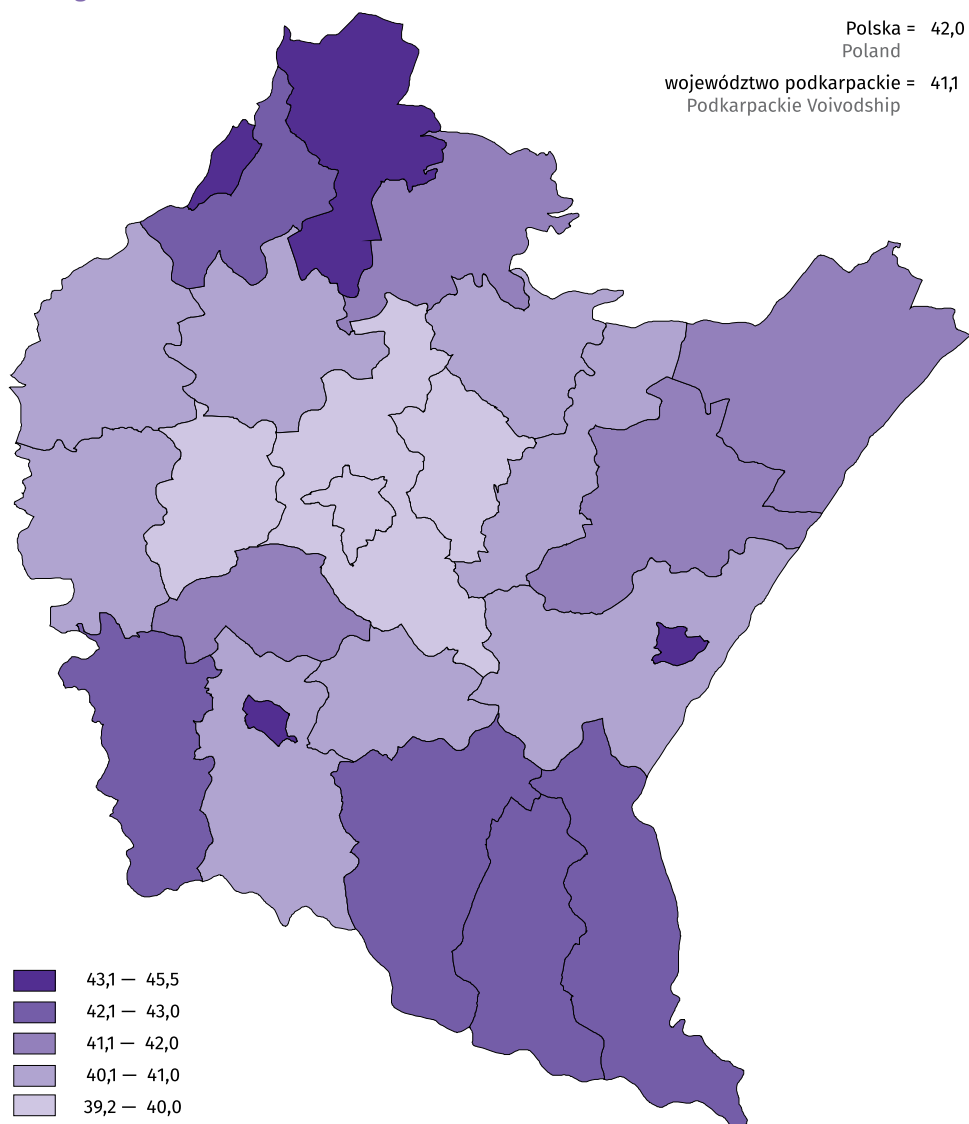 Polska = 42,0
Poland
województwo podkarpackie = 41,1
Podkarpackie Voivodship
43,1 — 45,5
42,1 — 43,0
41,1 — 42,0
40,1 — 41,0
39,2 — 40,0